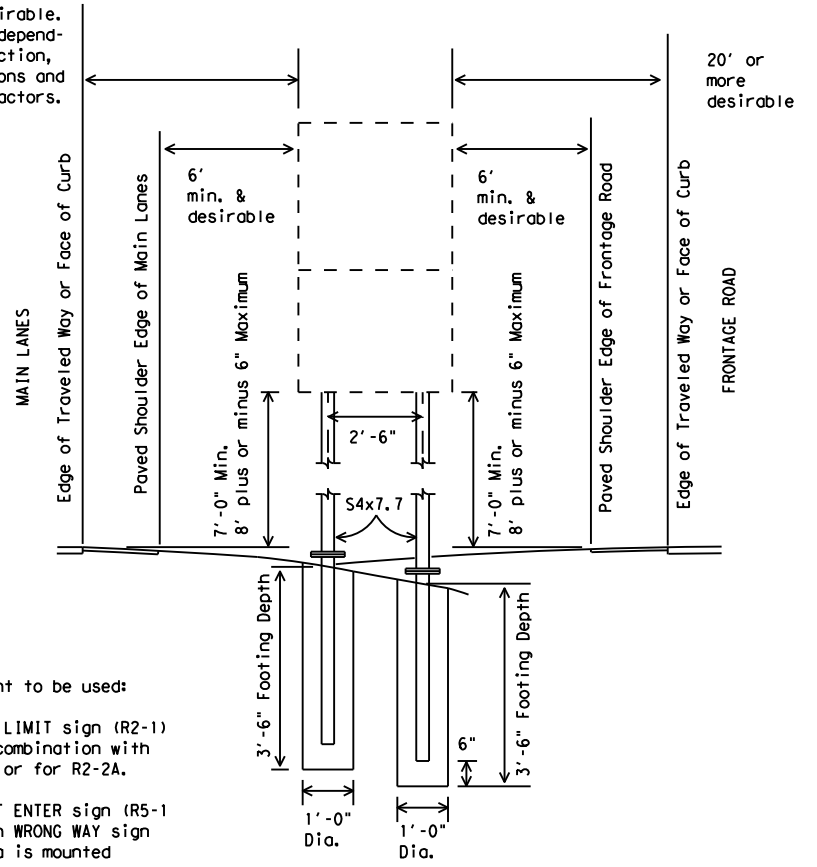 irable.
depend-
ction,
ons and
actors.
20' or
more
desirable
6'
min. &
desirable
6'
min. &
desirable
MAIN LANES
Edge of Traveled Way or Face of Curb
Paved Shoulder Edge of Main Lanes
7'-0" Min.
8' plus or minus 6" Maximum
7'-0" Min.
8' plus or minus 6" Maximum
Paved Shoulder Edge of Frontage Road
Edge of Traveled Way or Face of Curb
FRONTAGE ROAD
2'-6"
S4x7.7
3'-6" Footing Depth
3'-6" Footing Depth
6"
1'-0"
Dia.
1'-0"
Dia.
nt to be used:
LIMIT sign (R2-1)
combination with
or for R2-2A.
T ENTER sign (R5-1
n WRONG WAY sign
a is mounted